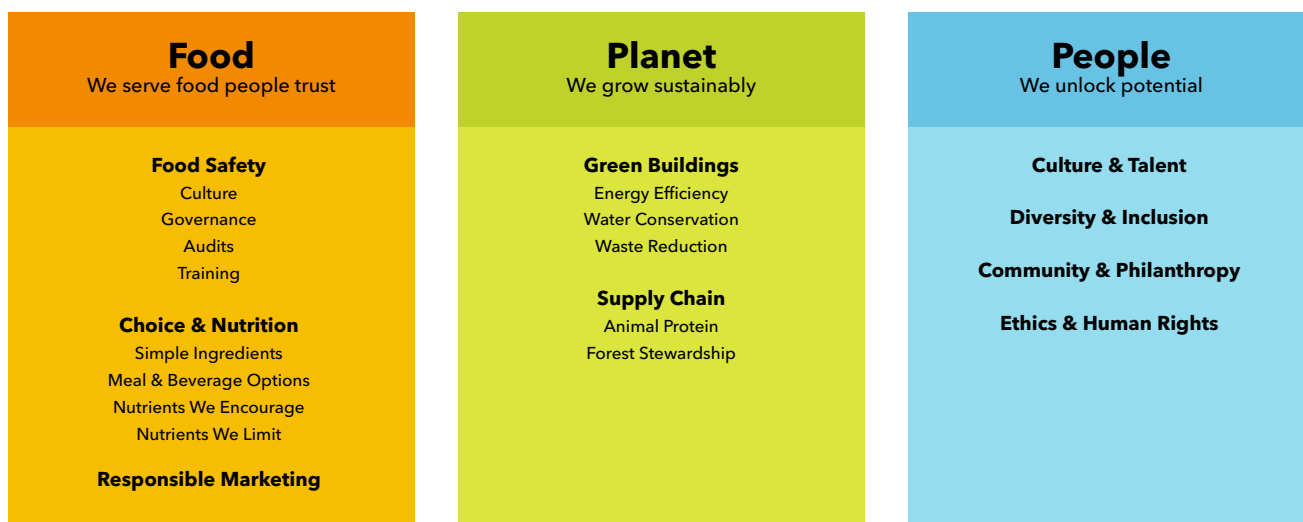 Food
We serve food people trust
Food Safety
Culture
Governance
Audits
Training
Choice & Nutrition
Simple Ingredients
Meal & Beverage Options
Nutrients We Encourage
Nutrients We Limit
Responsible Marketing
Planet
We grow sustainably
Green Buildings
Energy Efficiency
Water Conservation
Waste Reduction
Supply Chain
Animal Protein
Forest Stewardship
People
We unlock potential
Culture & Talent
Diversity & Inclusion
Community & Philanthropy
Ethics & Human Rights